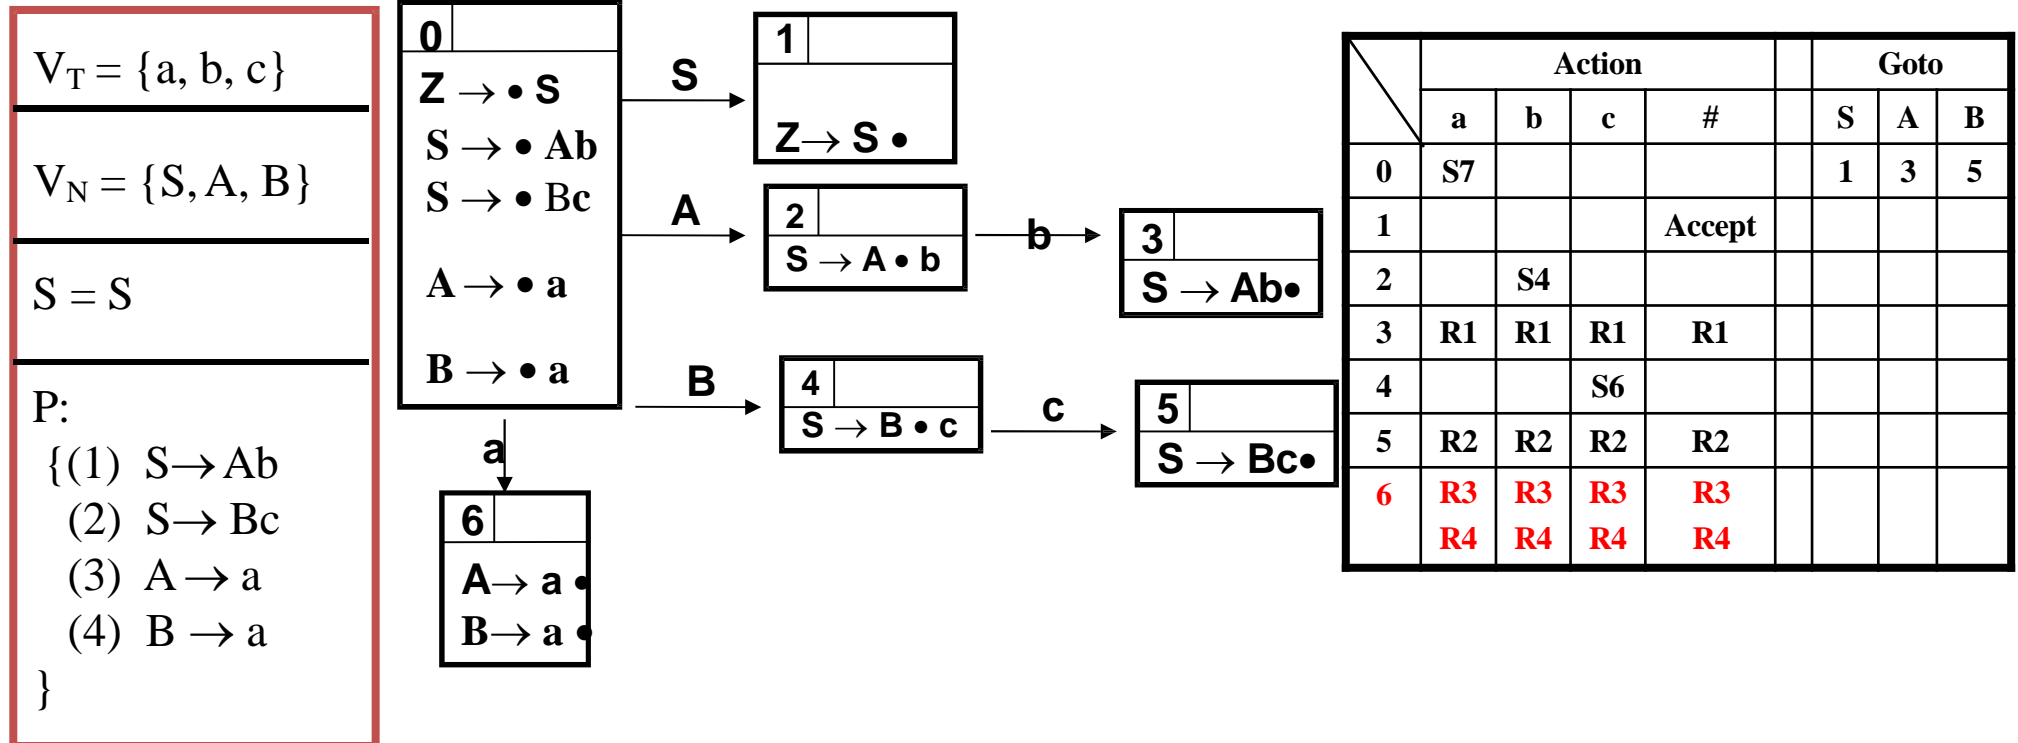 V_T = {a, b, c}
V_N = {S, A, B}
S = S
P:
{(1) S→Ab
(2) S→ Bc
(3) A → a
(4) B → a
}
0
Z → • S
S → • Ab
S → • Bc
A → • a
B → • a
S
1
Z→ S •
A
2
S → A • b
b
3
S → Ab•
B
4
S → B • c
c
5
S → Bc•
a
6
A→ a •
B→ a •
Action Goto
a b c # S A B
0 S7 1 3 5
1 Accept
2 S4
3 R1 R1 R1 R1
4 S6
5 R2 R2 R2 R2
6 R3 R3 R3 R3
R4 R4 R4 R4